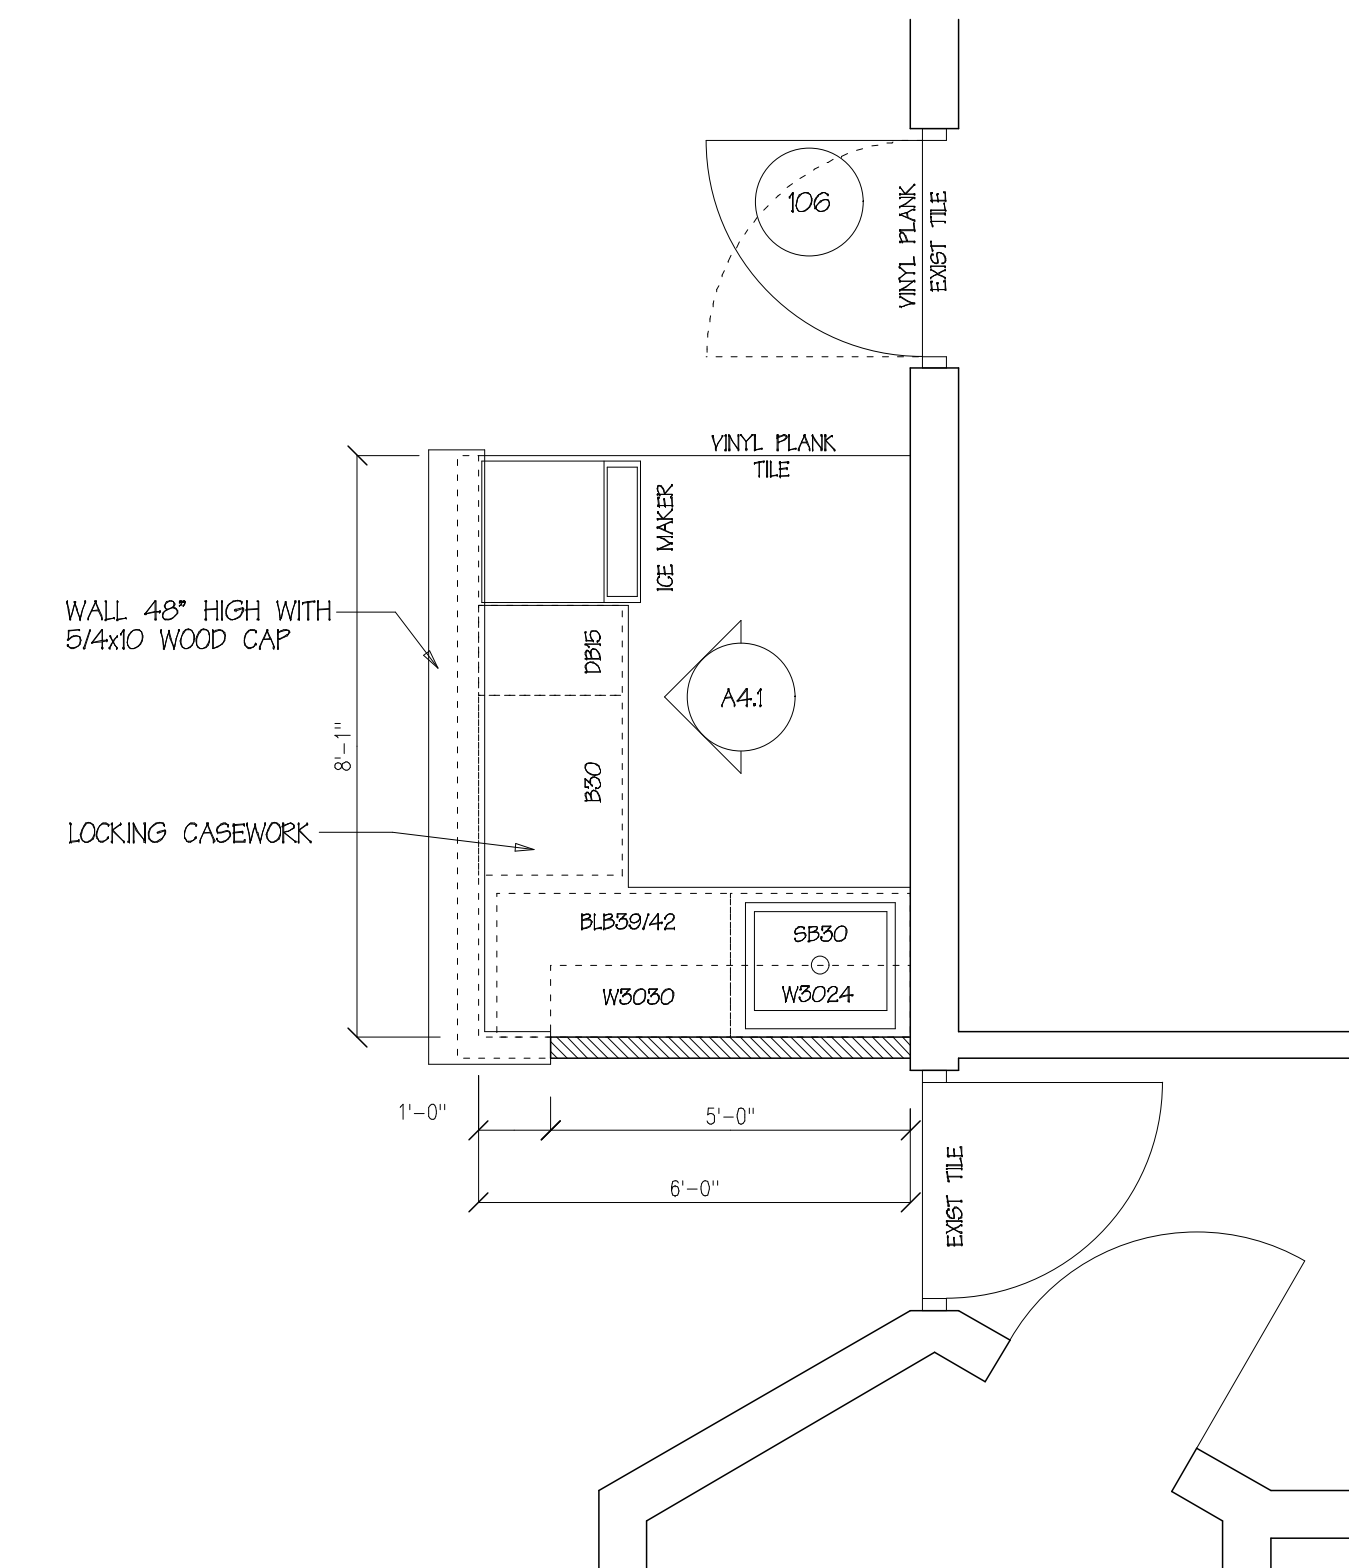 106
VINYL PLANK
EXIST TILE
VINYL PLANK
TILE
ICE MAKER
WALL 48" HIGH WITH
5/4x10 WOOD CAP
DB15
A4.1
8'-1"
B30
LOCKING CASEWORK
BLB39/42
SB30
W3030
W3024
1'-0"
5'-0"
6'-0"
EXIST TILE